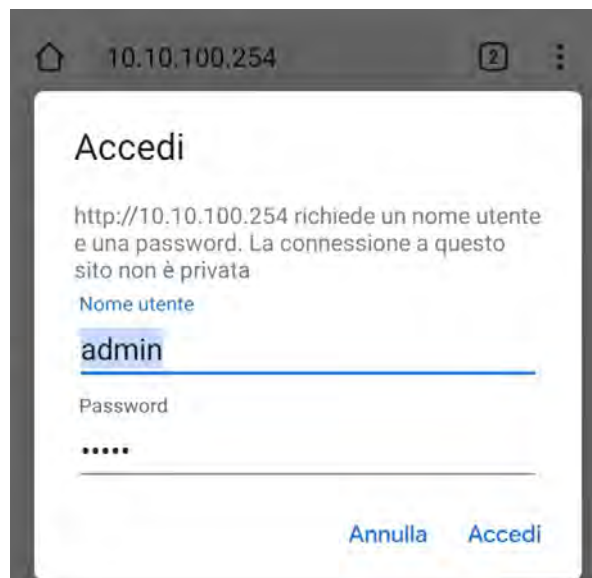 10.10.100.254
2
Accedi
http://10.10.100.254 richiede un nome utente
e una password. La connessione a questo
sito non è privata
Nome utente
admin
Password
•••••
Annulla Accedi